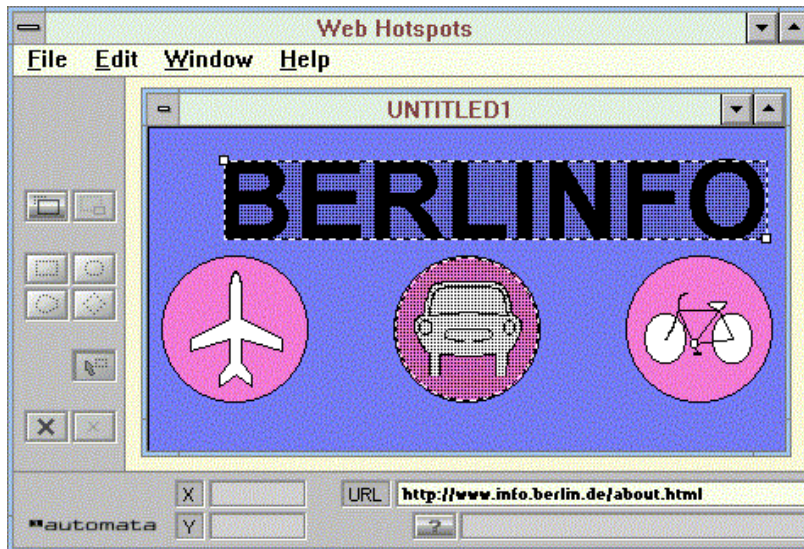 Web Hotspots
File Edit Window Help
UNTITLED1
BERLINFO
X
URL http://www.info.berlin.de/about.html
automata
Y
?